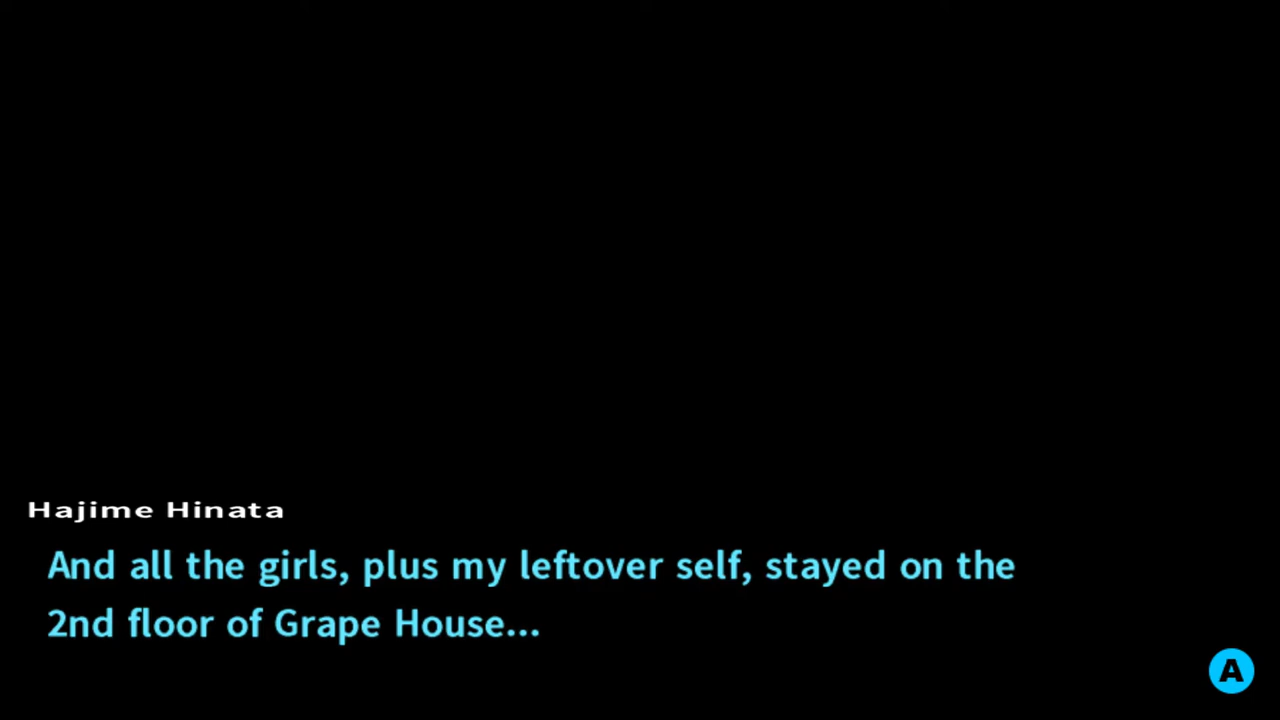 Hajime Hinata
And all the girls, plus my leftover self, stayed on the
2nd floor of Grape House...
A